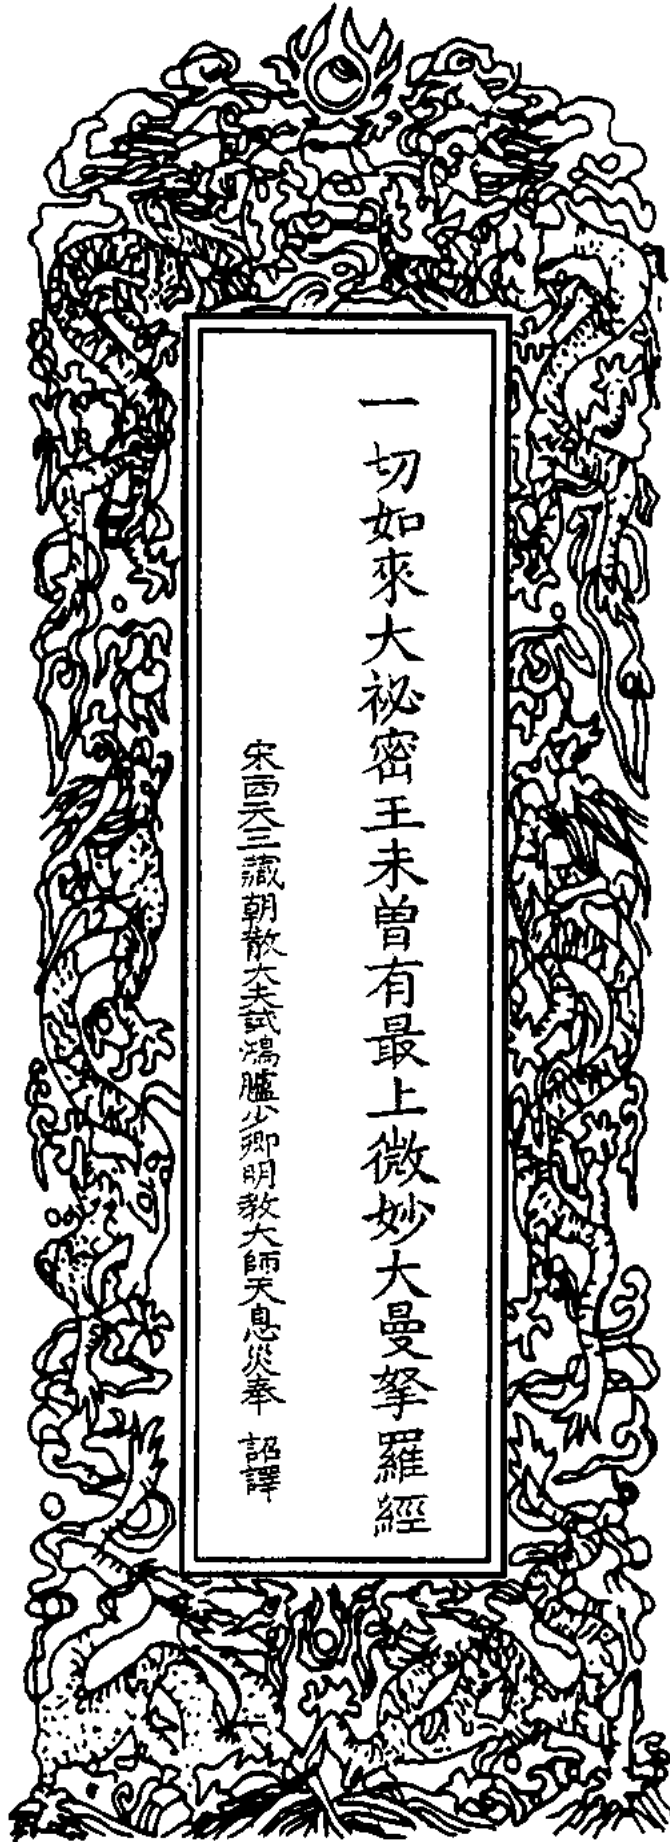 一切如來大祕密王未曾有最上微妙大曼拏羅經
宋西天三藏朝散大夫試鴻臚少卿明教大師天息災奉 詔譯